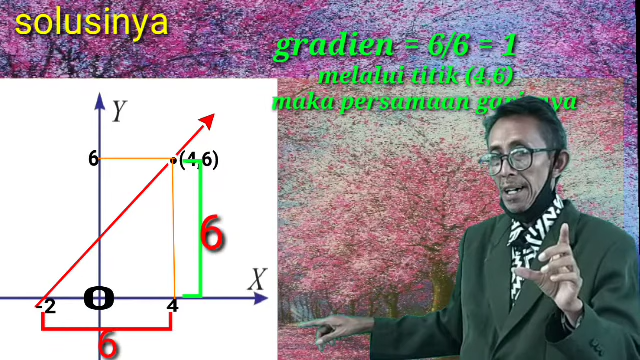 solusinya
gradien = 6/6 = 1
melalui titik (4,6)
maka persamaan
Y
6
(4,6)
6
X
-2
0
4
6